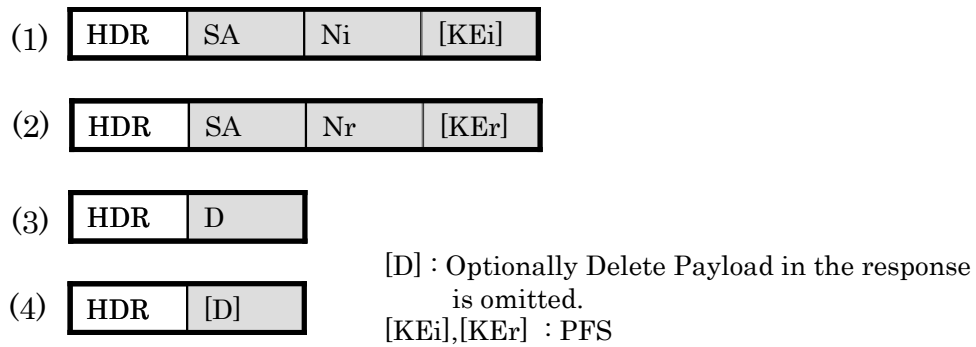 (1) HDR SA Ni [KEi]
(2) HDR SA Nr [KEr]
(3) HDR D
[D] : Optionally Delete Payload in the response
is omitted.
(4) HDR [D]
[KEi],[KEr] : PFS